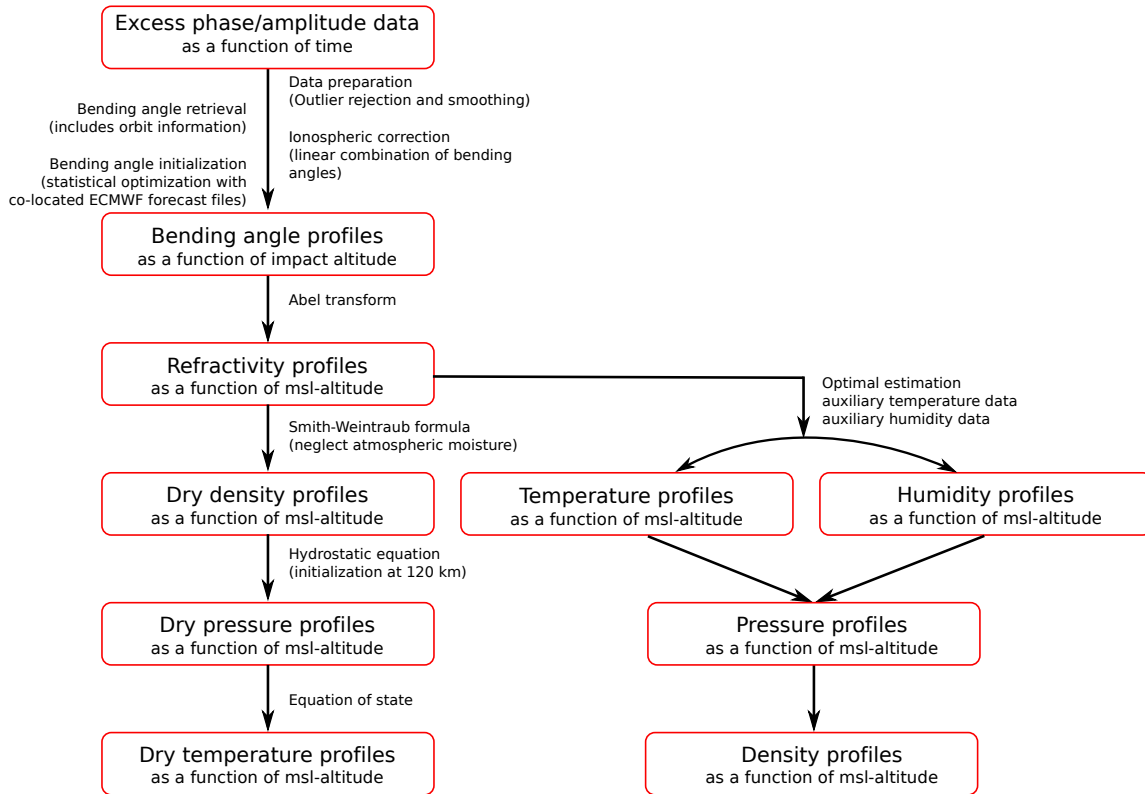 Excess phase/amplitude data
as a function of time
Data preparation
(Outlier rejection and smoothing)
Bending angle retrieval
(includes orbit information)
Ionospheric correction
(linear combination of bending
angles)
Bending angle initialization
(statistical optimization with
co-located ECMWF forecast files)
Bending angle profiles
as a function of impact altitude
Abel transform
Refractivity profiles
as a function of msl-altitude
Optimal estimation
auxiliary temperature data
auxiliary humidity data
Smith-Weintraub formula
(neglect atmospheric moisture)
Dry density profiles
as a function of msl-altitude
Temperature profiles
as a function of msl-altitude
Humidity profiles
as a function of msl-altitude
Hydrostatic equation
(initialization at 120 km)
Dry pressure profiles
as a function of msl-altitude
Pressure profiles
as a function of msl-altitude
Equation of state
Dry temperature profiles
as a function of msl-altitude
Density profiles
as a function of msl-altitude